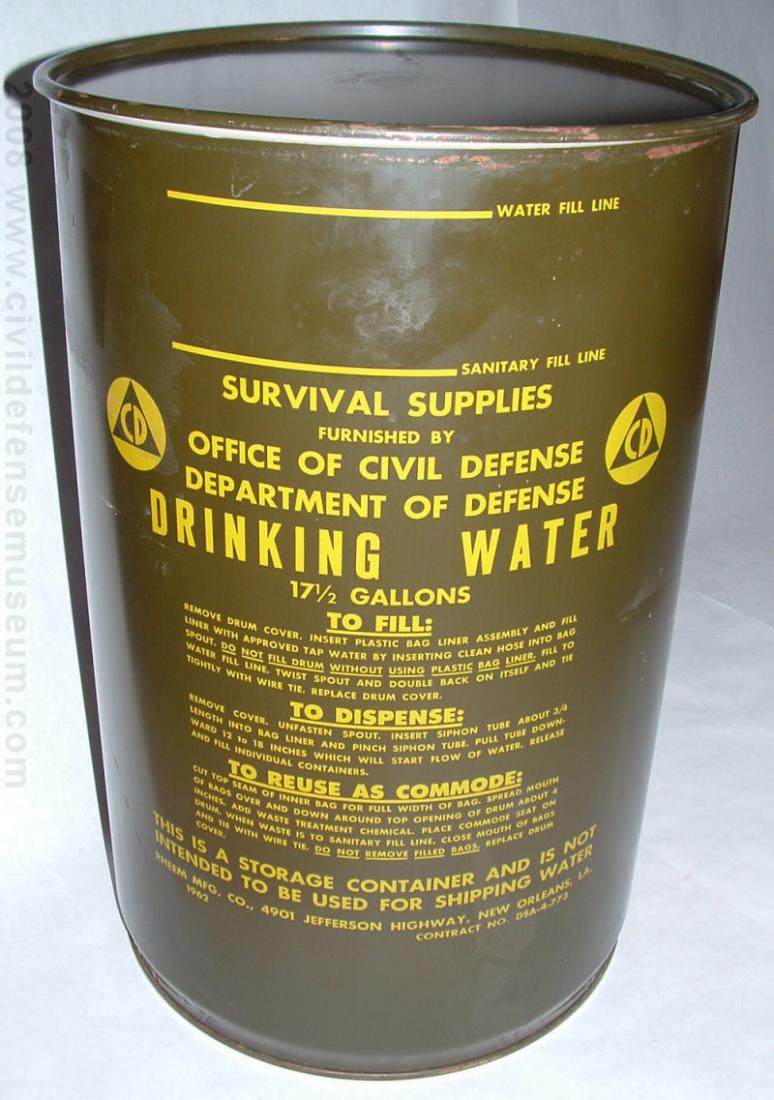 WATER FILL LINE
SANITARY FILL LINE
SURVIVAL SUPPLIES
FURNISHED BY
CD
CD
OFFICE OF CIVIL DEFENSE
DEPARTMENT OF DEFENSE
DRINKING WATER
17½ GALLONS
TO FILL:
REMOVE DRUM COVER. INSERT PLASTIC BAG LINER ASSEMBLY AND FILL
LINER WITH APPROVED TAP WATER BY INSERTING CLEAN HOSE INTO BAG
SPOUT. DO NOT FILL DRUM WITHOUT USING PLASTIC BAG LINER. FILL TO
WATER FILL LINE. TWIST SPOUT AND DOUBLE BACK ON ITSELF AND TIE
TIGHTLY WITH WIRE TIE. REPLACE DRUM COVER.
TO DISPENSE:
REMOVE COVER. UNFASTEN SPOUT. INSERT SIPHON TUBE ABOUT 3/4
LENGTH INTO BAG LINER AND PINCH SIPHON TUBE. PULL TUBE DOWN-
WARD 12 to 18 INCHES WHICH WILL START FLOW OF WATER. RELEASE
AND FILL INDIVIDUAL CONTAINERS.
TO REUSE AS COMMODE:
CUT TOP SEAM OF INNER BAG FOR FULL WIDTH OF BAG. SPREAD MOUTH
OF BAGS OVER AND DOWN AROUND TOP OPENING OF DRUM ABOUT 4
INCHES. ADD WASTE TREATMENT CHEMICAL. PLACE COMMODE SEAT ON
DRUM. WHEN WASTE IS TO SANITARY FILL LINE. CLOSE MOUTH OF BAGS
AND TIE WITH WIRE TIE. DO NOT REMOVE FILLED BAGS. REPLACE DRUM
COVER.
THIS IS A STORAGE CONTAINER AND IS NOT
INTENDED TO BE USED FOR SHIPPING WATER
RHEEM MFG. CO., 4901 JEFFERSON HIGHWAY, NEW ORLEANS, LA.
1962 CONTRACT NO. DSA-4-773
2008 www.civildefensemuseum.com